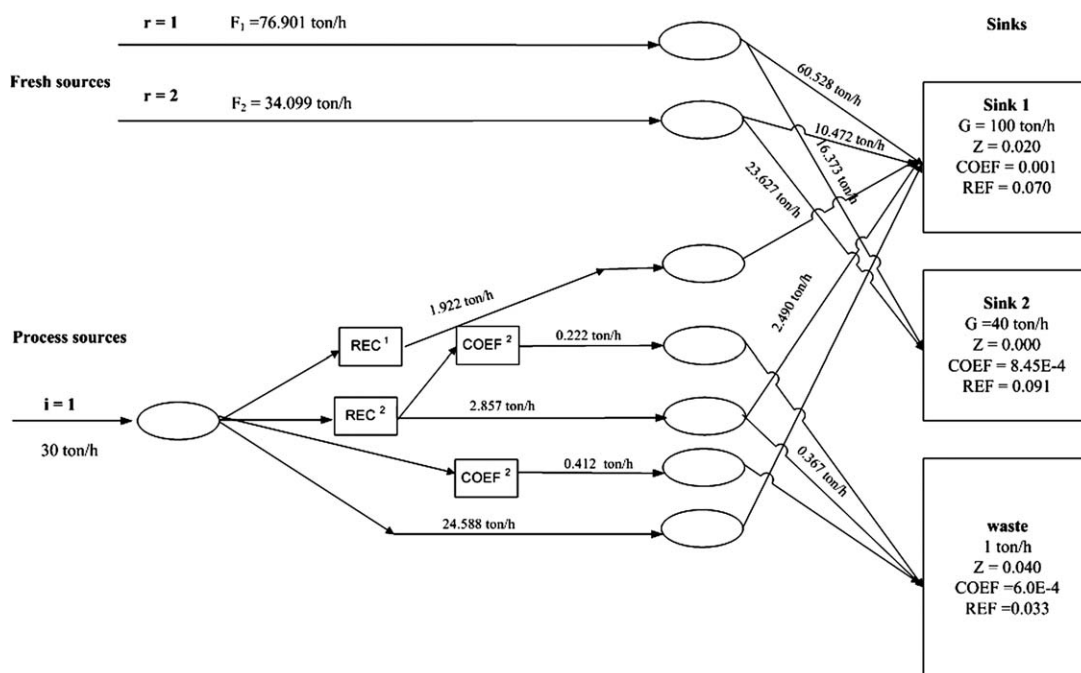 r = 1 F₁ =76.901 ton/h
Sinks
Fresh sources
r = 2 F₂ = 34.099 ton/h
60.528 ton/h
10.472 ton/h
16.373 ton/h
23.627 ton/h
Sink 1
G = 100 ton/h
Z = 0.020
COEF = 0.001
REF = 0.070
1.922 ton/h
2.490 ton/h
Sink 2
G =40 ton/h
Z = 0.000
COEF = 8.45E-4
REF = 0.091
Process sources
REC¹
COEF² 0.222 ton/h
i = 1
30 ton/h
REC² 2.857 ton/h
COEF² 0.412 ton/h
0.367 ton/h
24.588 ton/h
waste
1 ton/h
Z = 0.040
COEF =6.0E-4
REF =0.033